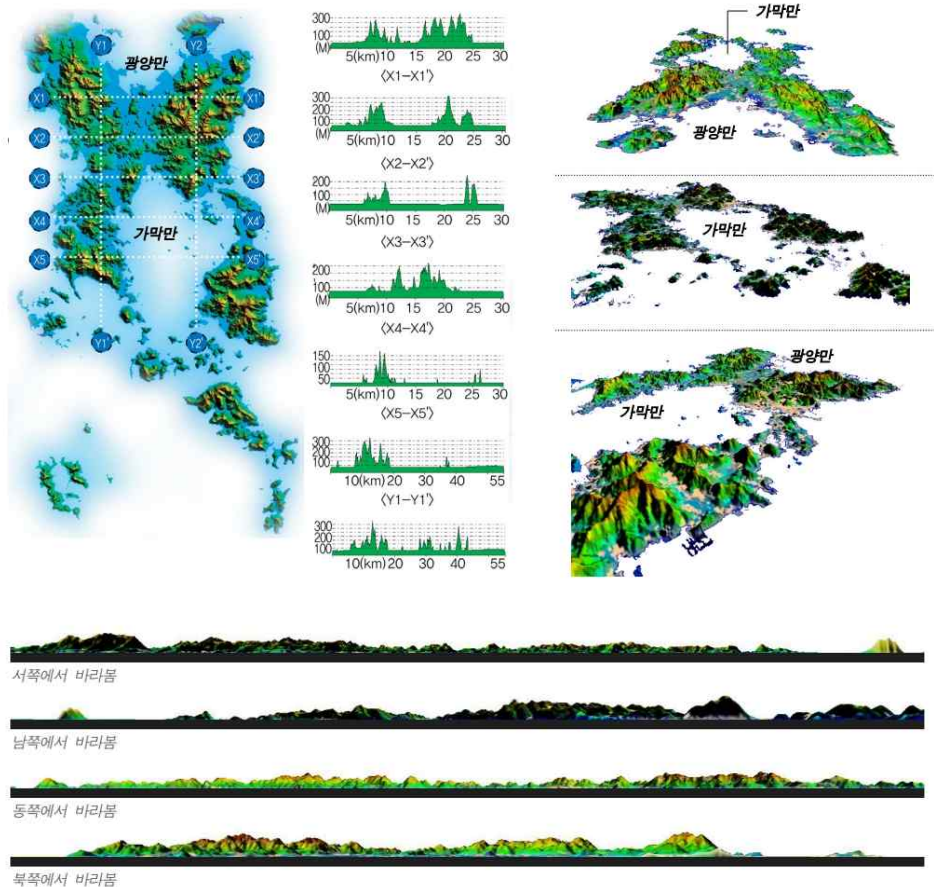 Y1
Y2
광양만
X1
X1'
X2
X2'
X3
X3'
X4
X4'
가막만
X5
X5'
Y1'
Y2'
300
200
100
(M)
5(km) 10 15 20 25 30
〈X1-X1'〉
300
200
100
(M)
5(km) 10 15 20 25 30
〈X2-X2'〉
200
100
(M)
5(km) 10 15 20 25 30
〈X3-X3'〉
200
100
(M)
5(km) 10 15 20 25 30
〈X4-X4'〉
150
100
50
5(km) 10 15 20 25 30
〈X5-X5'〉
300
200
100
10(km) 20 30 40 55
〈Y1-Y1'〉
300
200
100
10(km) 20 30 40 55
가막만
광양만
가막만
광양만
가막만
서쪽에서 바라봄
남쪽에서 바라봄
동쪽에서 바라봄
북쪽에서 바라봄